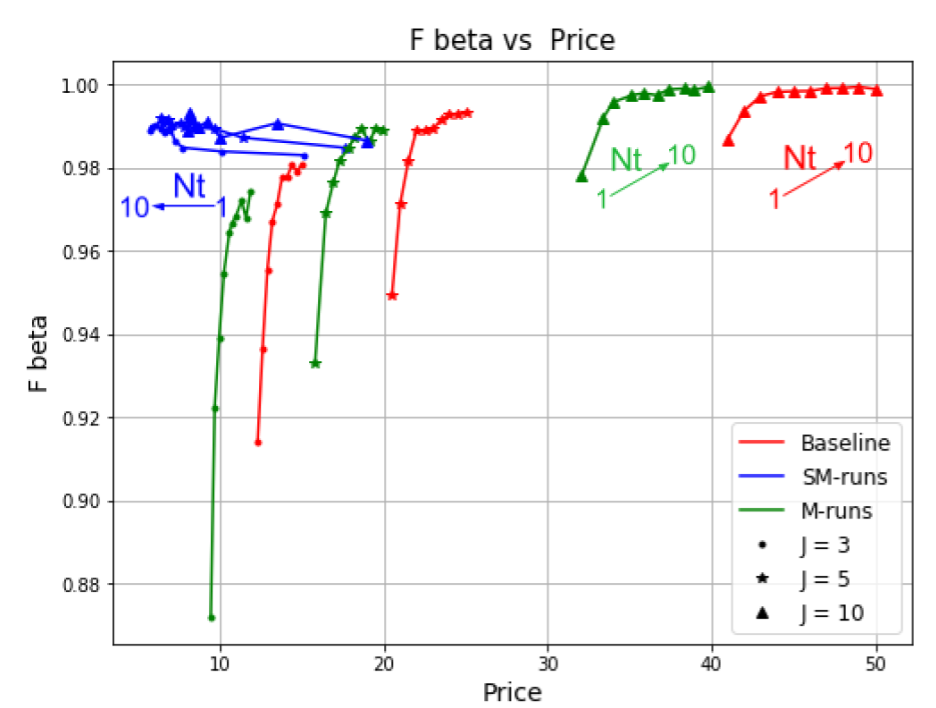 F beta vs  Price
1.00
0.98
0.96
0.94
0.92
0.90
0.88
F beta
Nt
10 1
Nt 10
1
Nt 10
1
Baseline
SM-runs
M-runs
J = 3
J = 5
J = 10
10 20 30 40 50
Price